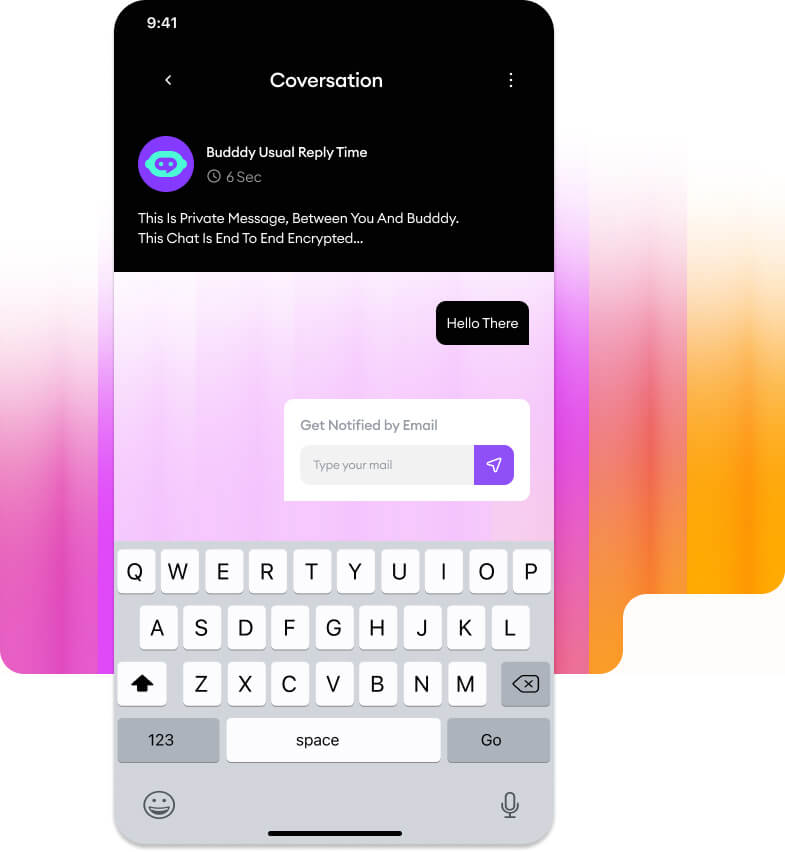 9:41
Coversation
Budddy Usual Reply Time
6 Sec
This Is Private Message, Between You And Budddy.
This Chat Is End To End Encrypted...
Hello There
Get Notified by Email
Type your mail
Q W E R T Y U I O P
A S D F G H J K L
Z X C V B N M
123 space Go